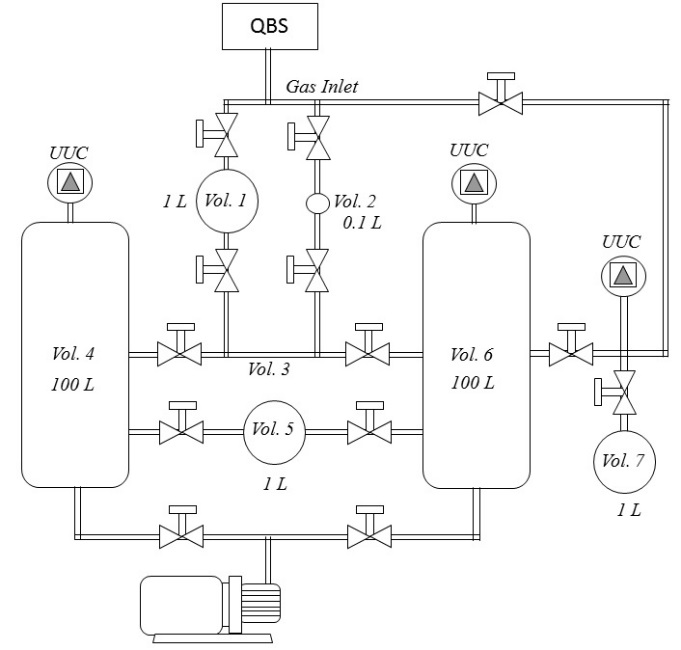 QBS
Gas Inlet
UUC
UUC
1 L
Vol. 1
Vol. 2
0.1 L
UUC
Vol. 4
100 L
Vol. 3
Vol. 6
100 L
Vol. 5
1 L
Vol. 7
1 L